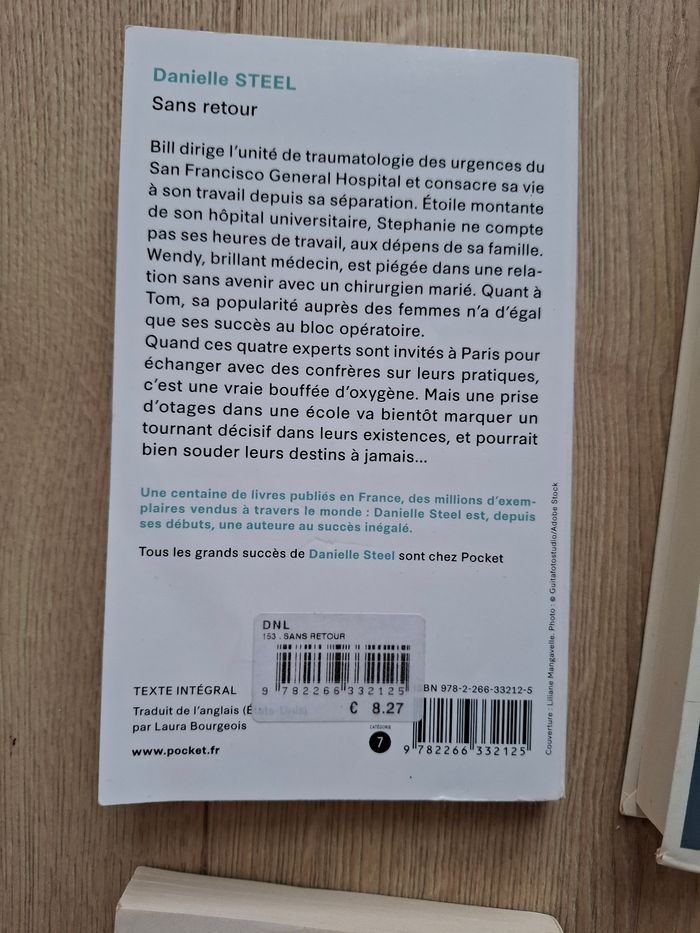 Danielle STEEL
Sans retour
Bill dirige l'unité de traumatologie des urgences du
San Francisco General Hospital et consacre sa vie
à son travail depuis sa séparation. Étoile montante
de son hôpital universitaire, Stephanie ne compte
pas ses heures de travail, aux dépens de sa famille.
Wendy, brillant médecin, est piégée dans une rela-
tion sans avenir avec un chirurgien marié. Quant à
Tom, sa popularité auprès des femmes n'a d'égal
que ses succès au bloc opératoire.
Quand ces quatre experts sont invités à Paris pour
échanger avec des confrères sur leurs pratiques,
c'est une vraie bouffée d'oxygène. Mais une prise
d'otages dans une école va bientôt marquer un
tournant décisif dans leurs existences, et pourrait
bien souder leurs destins à jamais...
Une centaine de livres publiés en France, des millions d'exem-
plaires vendus à travers le monde : Danielle Steel est, depuis
ses débuts, une auteure au succès inégalé.
Tous les grands succès de Danielle Steel sont chez Pocket
DNL
153 . SANS RETOUR
9 782266 332125
€ 8.27
TEXTE INTÉGRAL
Traduit de l'anglais (États-Unis)
par Laura Bourgeois
www.pocket.fr
CATÉGORIE
7
ISBN 978-2-266-33212-5
9 782266 332125
Couverture : Liliane Mangavelle. Photo : © Guitafotostudio/Adobe Stock